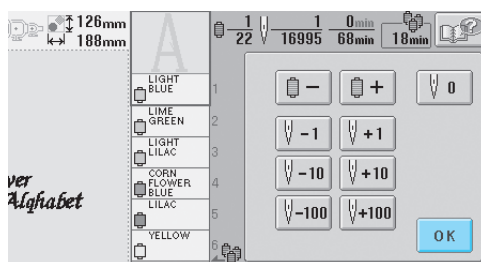 126mm
188mm
1
22
1
16995
0min
68min
18min
A
LIGHT
BLUE
1
LIME
GREEN
2
LIGHT
LILAC
3
CORN
FLOWER
BLUE
4
LILAC
5
YELLOW
6
ver
Alphabet
−
+
0
−1
+1
−10
+10
−100
+100
OK